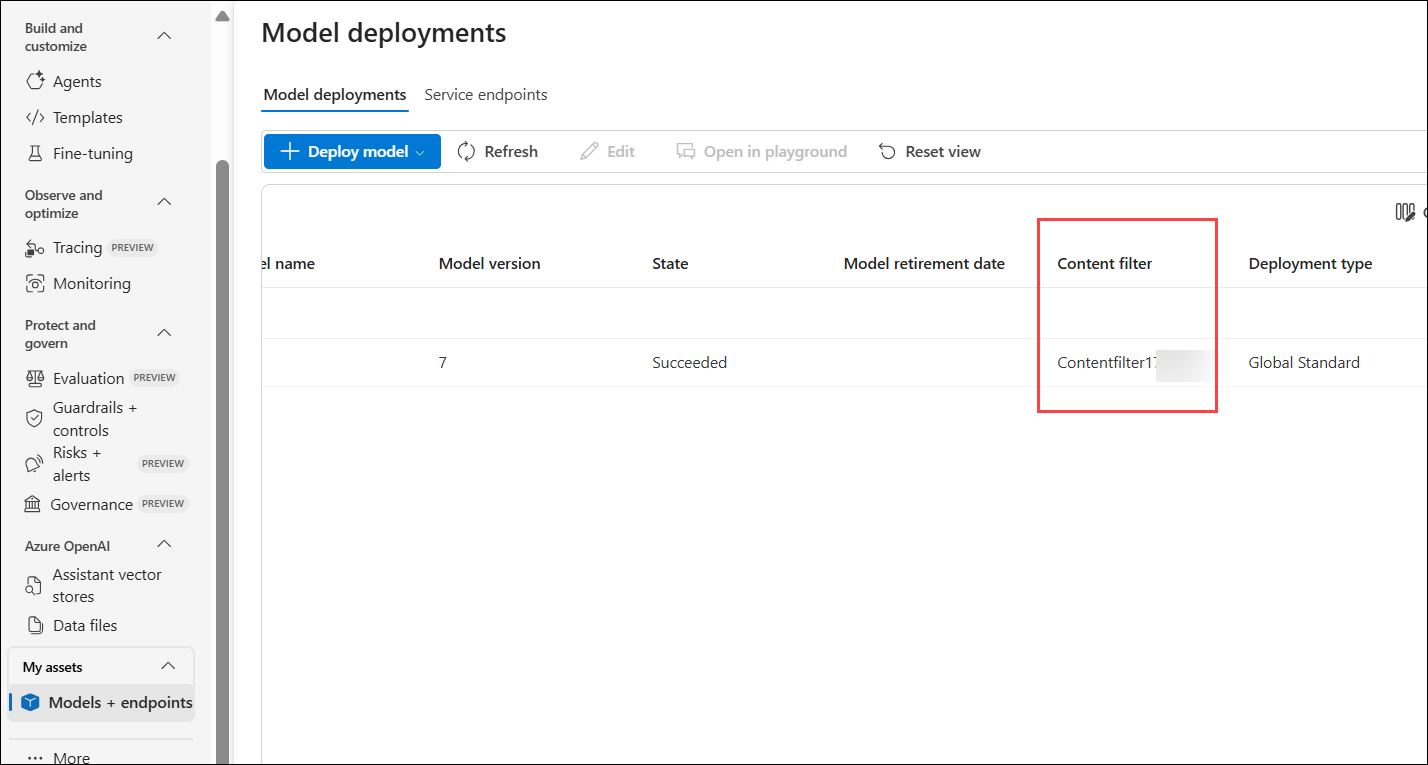 Build and
customize
Agents
Templates
Fine-tuning
Observe and
optimize
Tracing PREVIEW
Monitoring
Protect and
govern
Evaluation PREVIEW
Guardrails +
controls
Risks +
alerts PREVIEW
Governance PREVIEW
Azure OpenAI
Assistant vector
stores
Data files
My assets
Models + endpoints
More
Model deployments
Model deployments Service endpoints
Deploy model Refresh Edit Open in playground Reset view
name Model version State Model retirement date Content filter Deployment type
7 Succeeded Global Standard